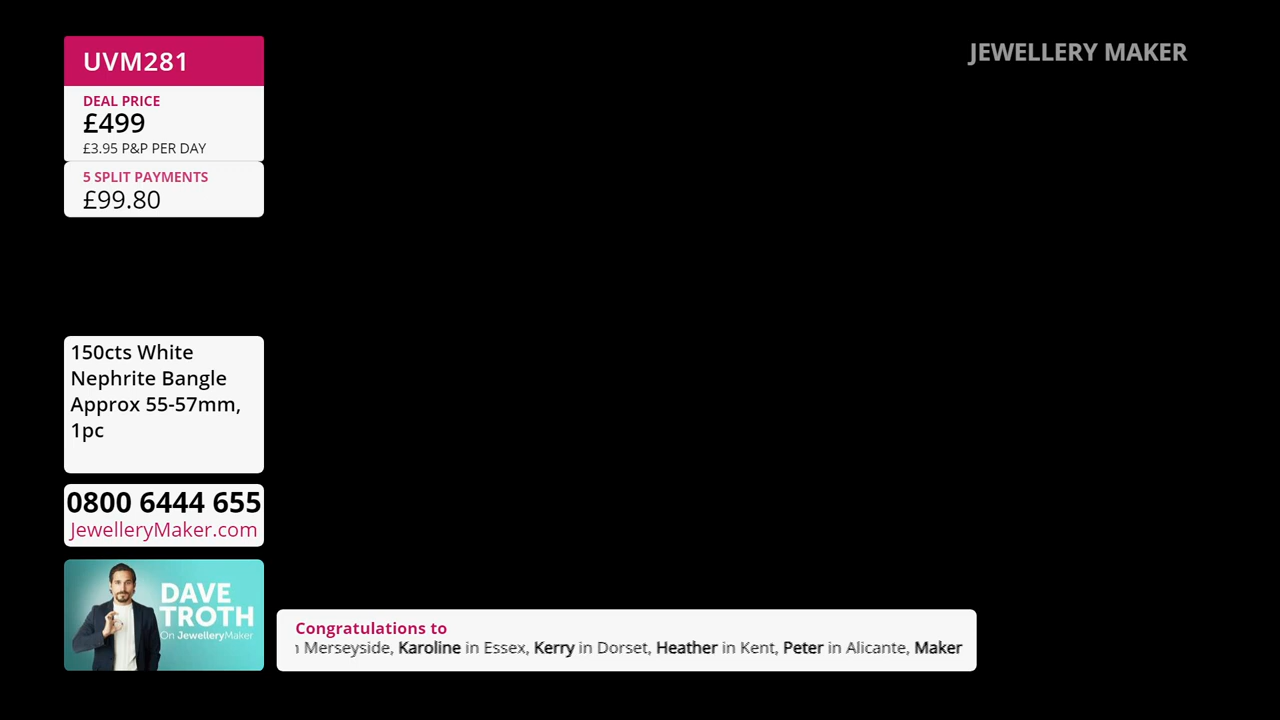 UVM281
DEAL PRICE
£499
£3.95 P&P PER DAY
5 SPLIT PAYMENTS
£99.80
150cts White
Nephrite Bangle
Approx 55-57mm,
1pc
0800 6444 655
JewelleryMaker.com
DAVE
TROTH
On JewelleryMaker
JEWELLERY MAKER
Congratulations to
Merseyside, Karoline in Essex, Kerry in Dorset, Heather in Kent, Peter in Alicante, Maker